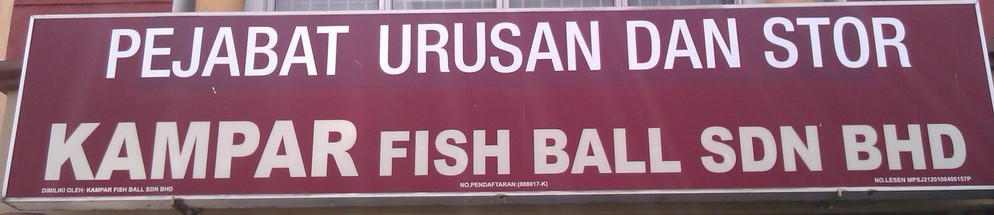 PEJABAT URUSAN DAN STOR
KAMPAR FISH BALL SDN BHD
DIMILIKI OLEH: KAMPAR FISH BALL SDN BHD
NO.PENDAFTARAN:(888017-K)
NO.LESEN MPSJ2120100400157P